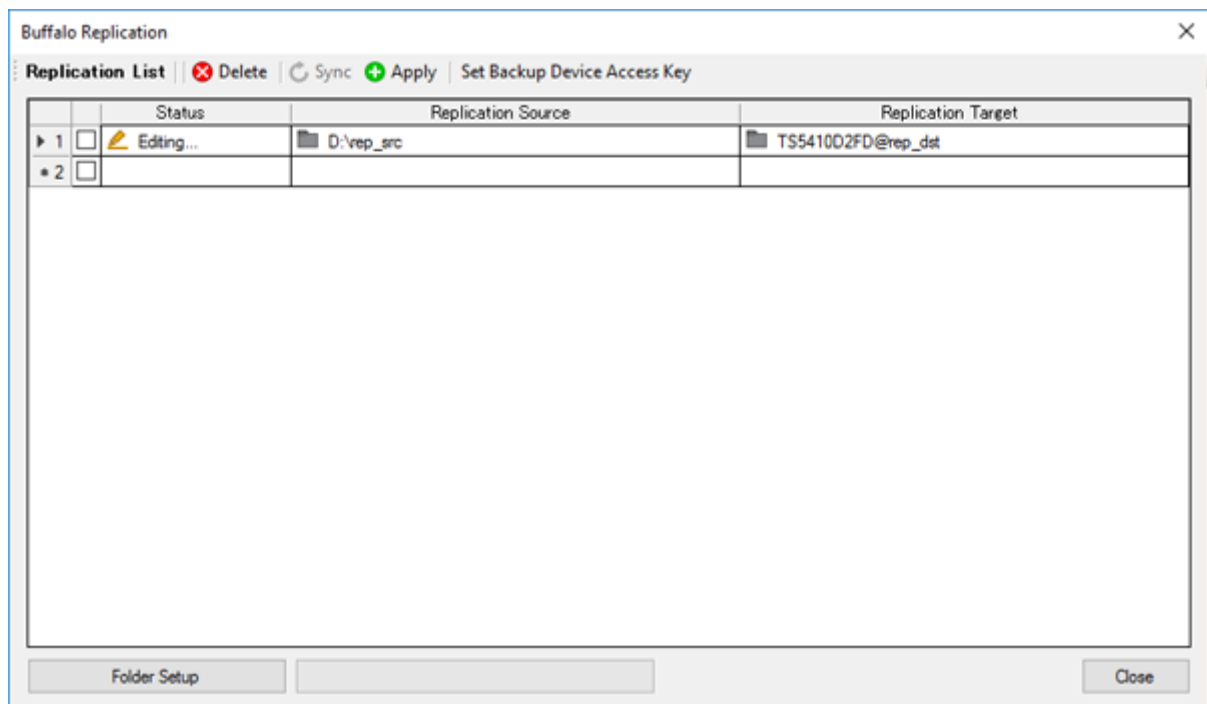 Buffalo Replication
Replication List Delete Sync Apply Set Backup Device Access Key
Status Replication Source Replication Target
1 Editing... D:\rep_src TS5410D2FD@rep_dst
2
Folder Setup Close